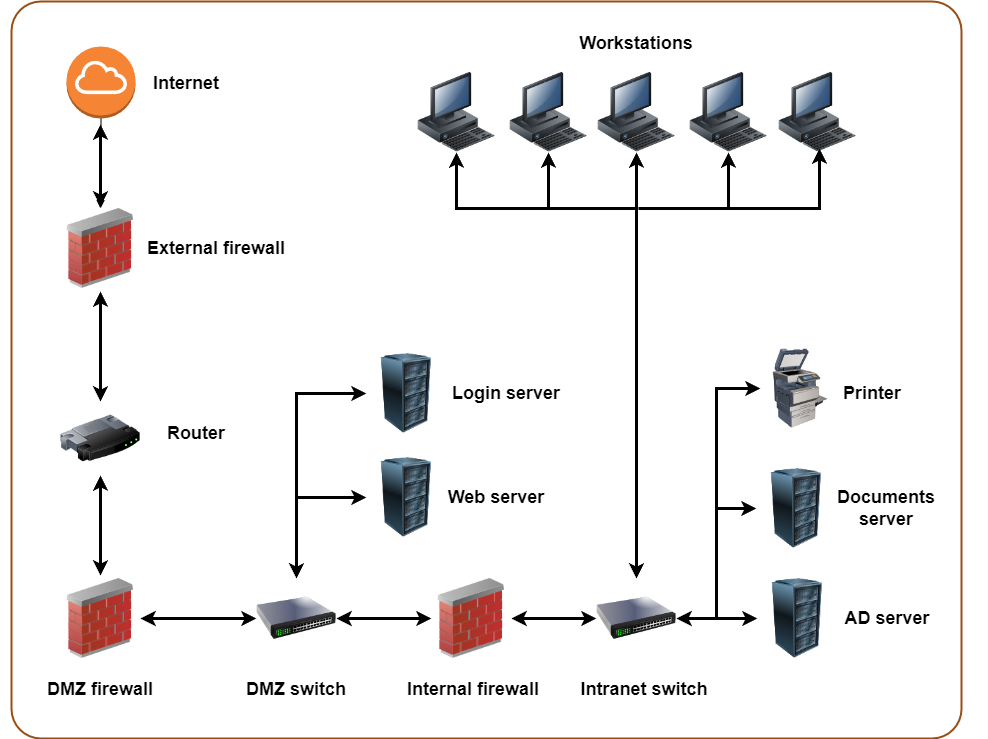 Workstations
Internet
External firewall
Login server
Printer
Router
Web server
Documents
server
AD server
DMZ firewall
DMZ switch
Internal firewall
Intranet switch